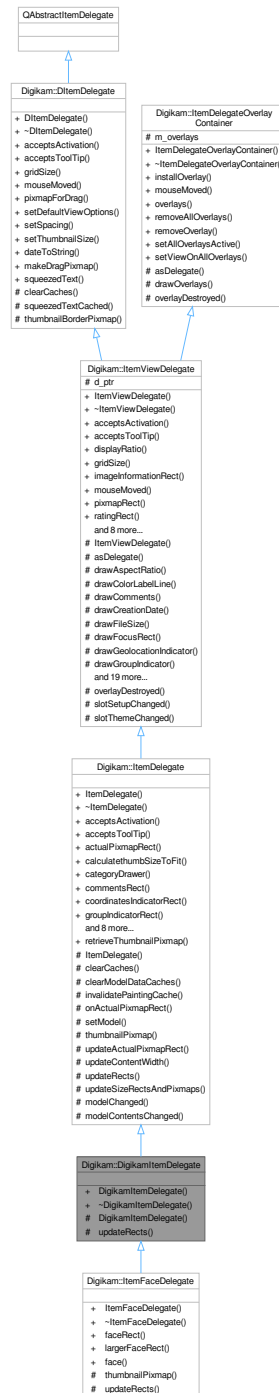 QAbstractItemDelegate
Digikam::DItemDelegate
+ DItemDelegate()
+ ~DItemDelegate()
+ acceptsActivation()
+ acceptsToolTip()
+ gridSize()
+ mouseMoved()
+ pixmapForDrag()
+ setDefaultViewOptions()
+ setSpacing()
+ setThumbnailSize()
+ dateToString()
+ makeDragPixmap()
+ squeezedText()
# clearCaches()
# squeezedTextCached()
# thumbnailBorderPixmap()
Digikam::ItemDelegateOverlay
Container
# m_overlays
+ ItemDelegateOverlayContainer()
+ ~ItemDelegateOverlayContainer()
+ installOverlay()
+ mouseMoved()
+ overlays()
+ removeAllOverlays()
+ removeOverlay()
+ setAllOverlaysActive()
+ setViewOnAllOverlays()
# asDelegate()
# drawOverlays()
# overlayDestroyed()
Digikam::ItemViewDelegate
# d_ptr
+ ItemViewDelegate()
+ ~ItemViewDelegate()
+ acceptsActivation()
+ acceptsToolTip()
+ displayRatio()
+ gridSize()
+ imageInformationRect()
+ mouseMoved()
+ pixmapRect()
+ ratingRect()
and 8 more...
# ItemViewDelegate()
# asDelegate()
# drawAspectRatio()
# drawColorLabelLine()
# drawComments()
# drawCreationDate()
# drawFileSize()
# drawFocusRect()
# drawGeolocationIndicator()
# drawGroupIndicator()
and 19 more...
# overlayDestroyed()
# slotSetupChanged()
# slotThemeChanged()
Digikam::ItemDelegate
+ ItemDelegate()
+ ~ItemDelegate()
+ acceptsActivation()
+ acceptsToolTip()
+ actualPixmapRect()
+ calculatethumbSizeToFit()
+ categoryDrawer()
+ commentsRect()
+ coordinatesIndicatorRect()
+ groupIndicatorRect()
and 8 more...
+ retrieveThumbnailPixmap()
# ItemDelegate()
# clearCaches()
# clearModelDataCaches()
# invalidatePaintingCache()
# onActualPixmapRect()
# setModel()
# thumbnailPixmap()
# updateActualPixmapRect()
# updateContentWidth()
# updateRects()
# updateSizeRectsAndPixmaps()
# modelChanged()
# modelContentsChanged()
Digikam::DigikamItemDelegate
+ DigikamItemDelegate()
+ ~DigikamItemDelegate()
# DigikamItemDelegate()
# updateRects()
Digikam::ItemFaceDelegate
+ ItemFaceDelegate()
+ ~ItemFaceDelegate()
+ faceRect()
+ largerFaceRect()
+ face()
# thumbnailPixmap()
# updateRects()